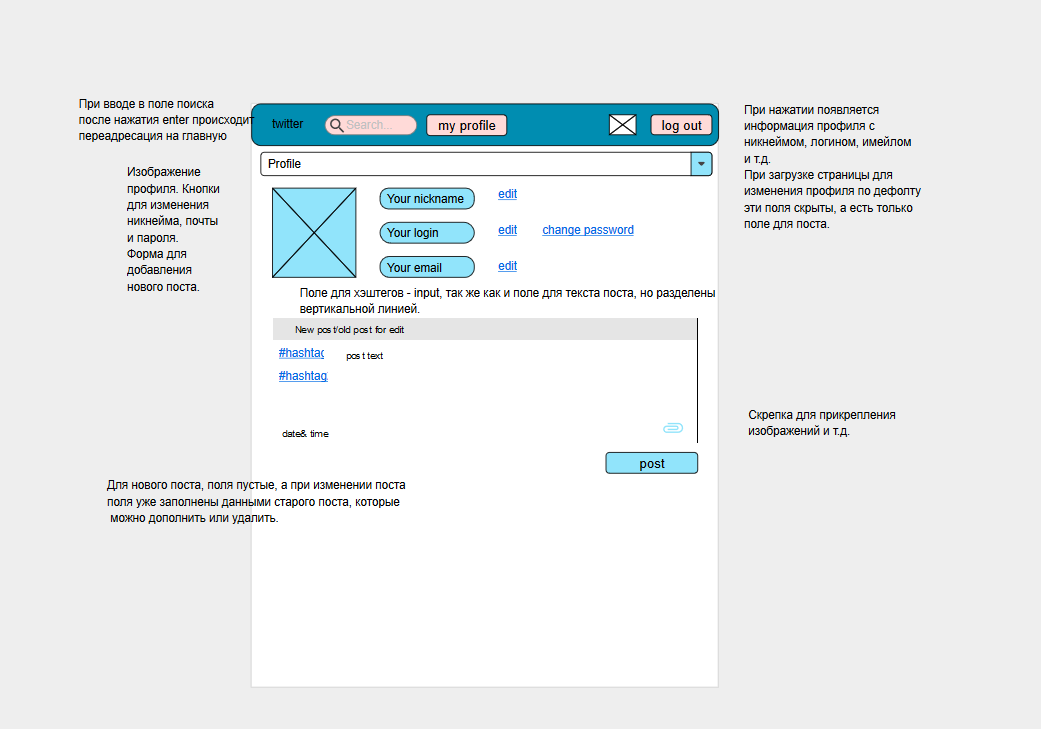 При вводе в поле поиска
после нажатия enter происходит
переадресация на главную
twitter
Search...
my profile
log out
При нажатии появляется
информация профиля с
никнеймом, логином, имейлом
и т.д.
При загрузке страницы для
изменения профиля по дефолту
эти поля скрыты, а есть только
поле для поста.
Profile
Изображение
профиля. Кнопки
для изменения
никнейма, почты
и пароля.
Форма для
добавления
нового поста.
Your nickname
edit
Your login
edit
change password
Your email
edit
Поле для хэштегов - input, так же как и поле для текста поста, но разделены
вертикальной линией.
New post/old post for edit
#hashtag
post text
#hashtag
date& time
Скрепка для прикрепления
изображений и т.д.
post
Для нового поста, поля пустые, а при изменении поста
поля уже заполнены данными старого поста, которые
можно дополнить или удалить.